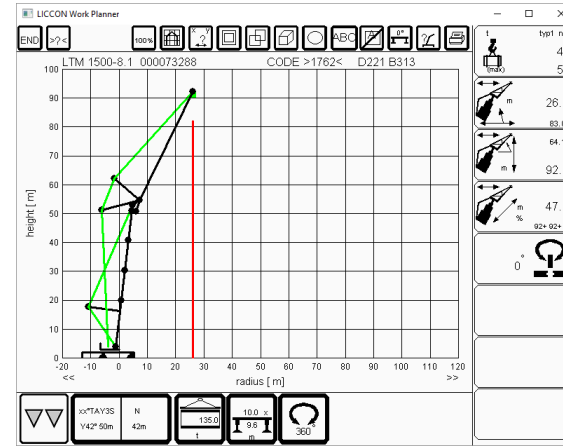 LICCON Work Planner
END >?< 100% x y ? ABC 0° ?
LTM 1500-8.1 000073288 CODE >1762< D221 B313
t typ1 n
4
(max) 5
m 26.
83.
64.
m 92.
m 47.
%
92+ 92+
0°
height [ m ]
100
90
80
70
60
50
40
30
20
10
0
-20 -10 0 10 20 30 40 50 60 70 80 90 100 110 120
<< radius [ m ] >>
xx°TAY3S N
Y42° 50m 42m
135.0
t
10.0 x
9.6
m
360°